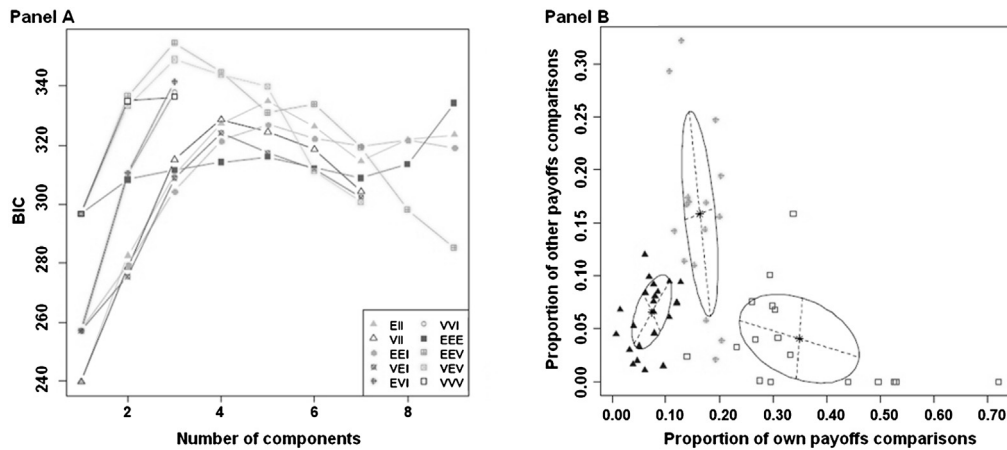 Panel A
BIC
340
320
300
280
260
240
2 4 6 8
Number of components
EII VVI
VII EEE
EEI EEV
VEI VEV
EVI VVV
Panel B
Proportion of other payoffs comparisons
0.30
0.25
0.20
0.15
0.10
0.05
0.00
0.00 0.10 0.20 0.30 0.40 0.50 0.60 0.70
Proportion of own payoffs comparisons